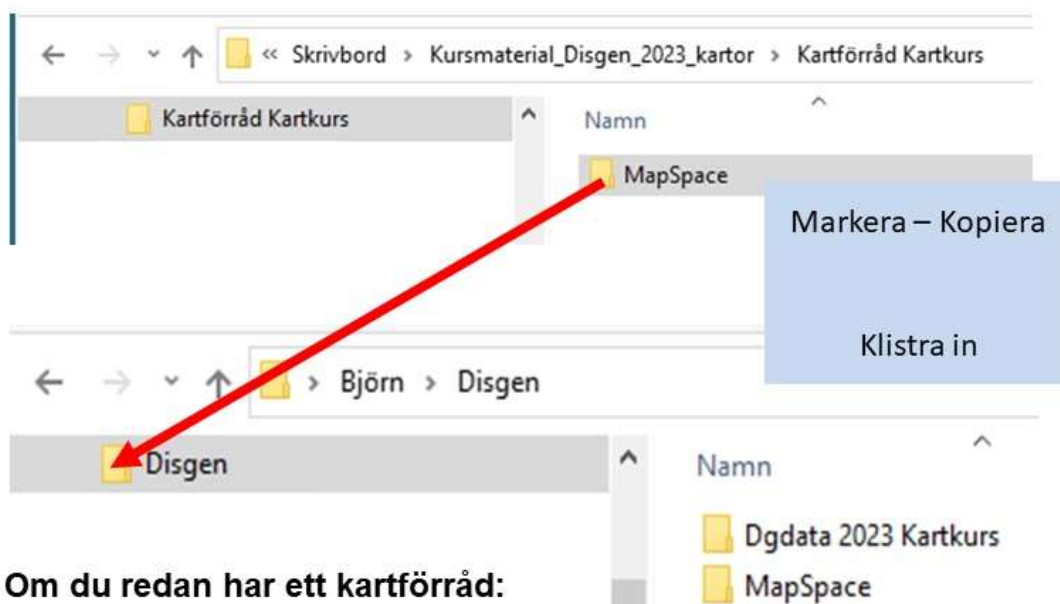 « Skrivbord > Kursmaterial_Disgen_2023_kartor > Kartförråd Kartkurs
Kartförråd Kartkurs
Namn
MapSpace
Markera – Kopiera
Klistra in
> Björn > Disgen
Disgen
Namn
Dgdata 2023 Kartkurs
MapSpace
Om du redan har ett kartförråd: